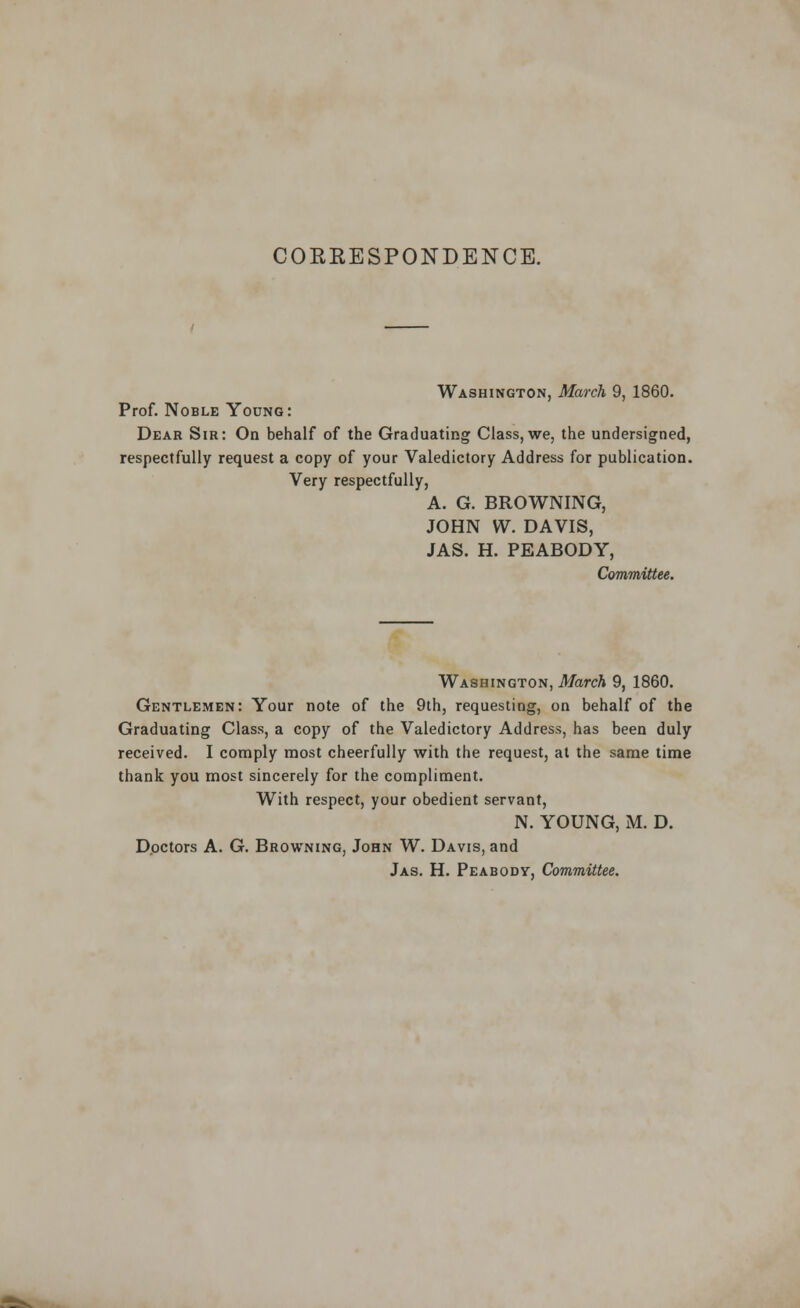 CORRESPONDENCE.
Washington, March 9, 1860.
Prof. Noble Young:
Dear Sir: On behalf of the Graduating Class, we, the undersigned,
respectfully request a copy of your Valedictory Address for publication.
Very respectfully,
A. G. BROWNING,
JOHN W. DAVIS,
JAS. H. PEABODY,
Committee.
Washington, March 9, 1860.
Gentlemen: Your note of the 9th, requesting, on behalf of the
Graduating Class, a copy of the Valedictory Address, has been duly
received. I comply most cheerfully with the request, at the same time
thank you most sincerely for the compliment.
With respect, your obedient servant,
N. YOUNG, M. D.
Doctors A. G. Browning, John W. Davis, and
Jas. H. Peabody, Committee.